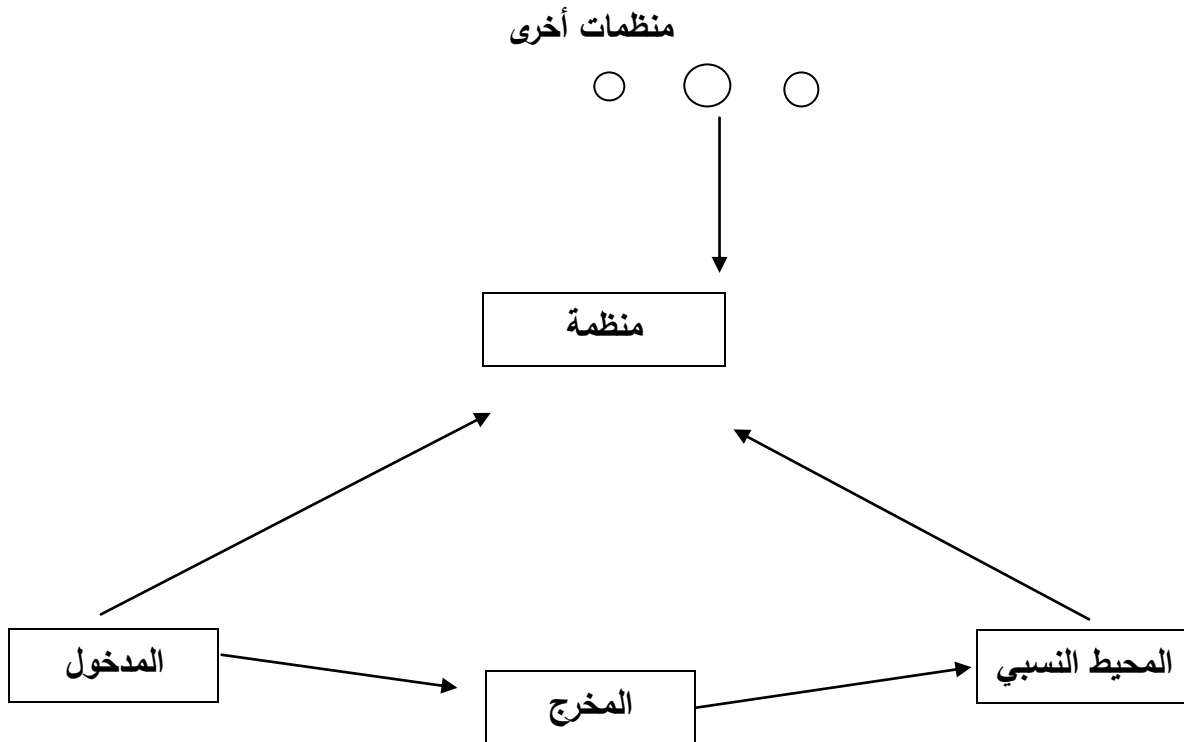 منظمات أخرى
منظمة
المدخول
المحيط النسبي
المخرج